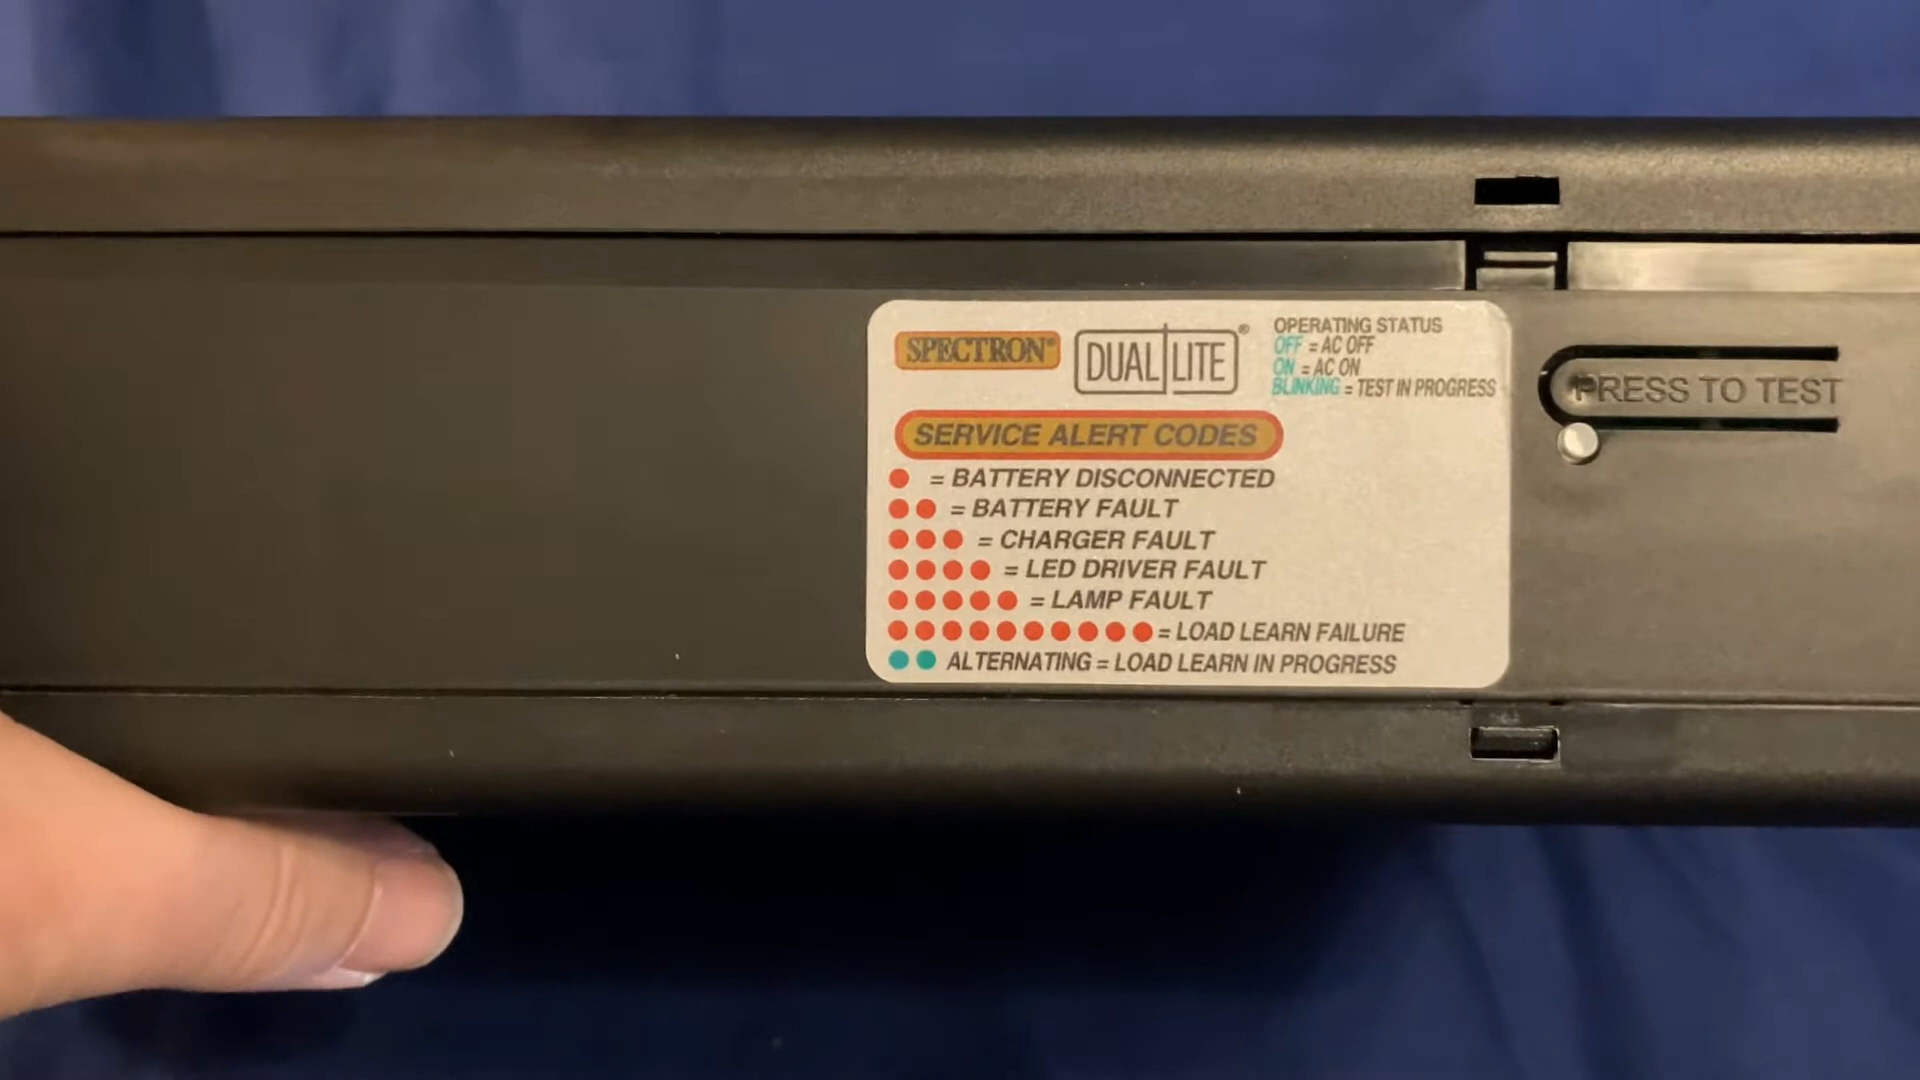 SPECTRON®
DUAL LITE®
OPERATING STATUS
OFF = AC OFF
ON = AC ON
BLINKING = TEST IN PROGRESS
SERVICE ALERT CODES
= BATTERY DISCONNECTED
= BATTERY FAULT
= CHARGER FAULT
= LED DRIVER FAULT
= LAMP FAULT
= LOAD LEARN FAILURE
ALTERNATING = LOAD LEARN IN PROGRESS
PRESS TO TEST